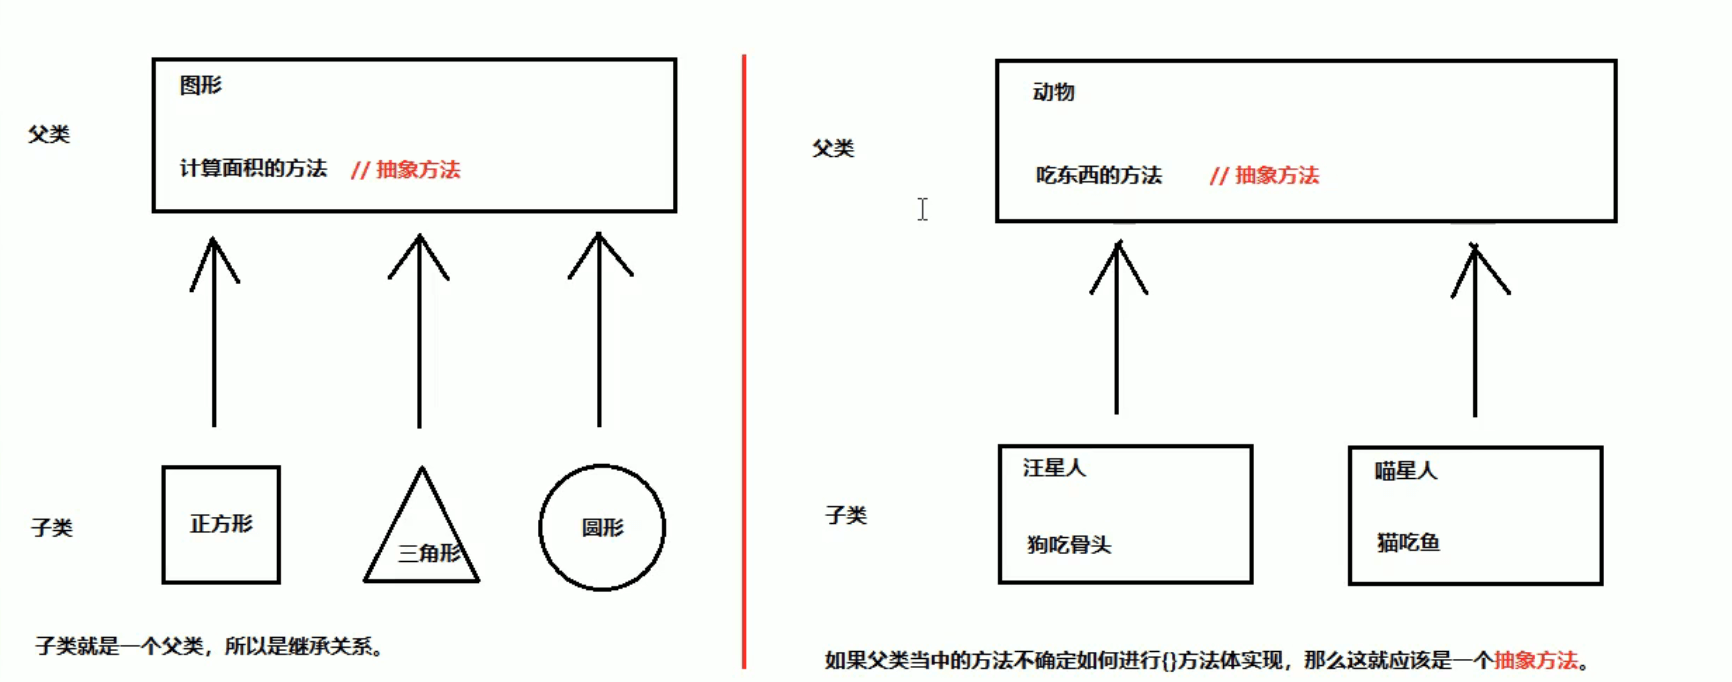 图形
父类
计算面积的方法 // 抽象方法
正方形
三角形
圆形
子类
子类就是一个父类，所以是继承关系。
动物
父类
吃东西的方法 // 抽象方法
汪星人
喵星人
子类
狗吃骨头
猫吃鱼
如果父类当中的方法不确定如何进行{}方法体实现，那么这就应该是一个抽象方法。